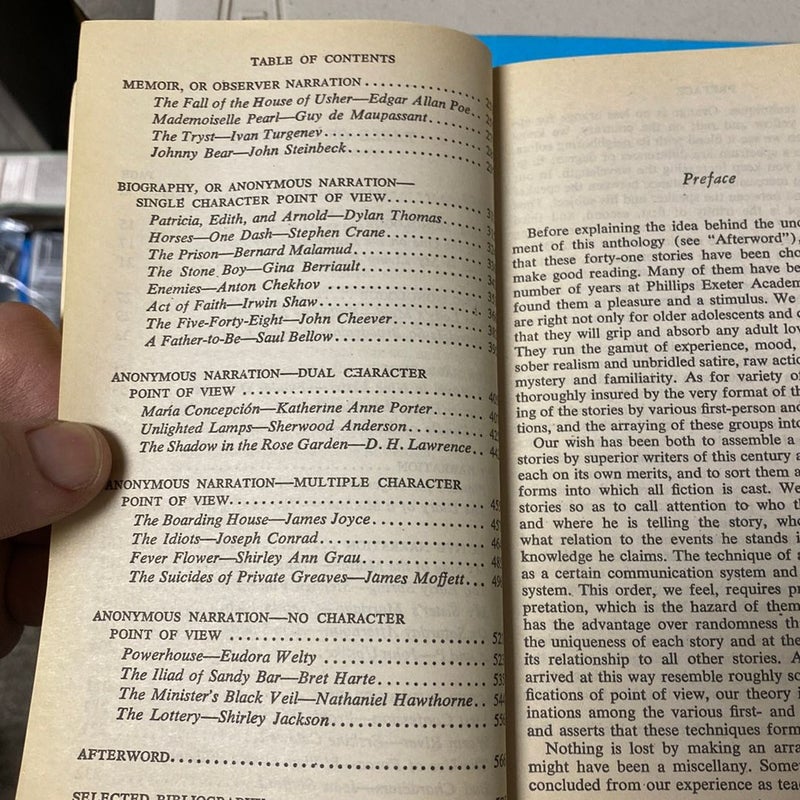 TABLE OF CONTENTS
MEMOIR, OR OBSERVER NARRATION
The Fall of the House of Usher—Edgar Allan Poe
Mademoiselle Pearl—Guy de Maupassant
The Tryst—Ivan Turgenev
Johnny Bear—John Steinbeck
BIOGRAPHY, OR ANONYMOUS NARRATION—
SINGLE CHARACTER POINT OF VIEW
Patricia, Edith, and Arnold—Dylan Thomas
Horses—One Dash—Stephen Crane
The Prison—Bernard Malamud
The Stone Boy—Gina Berriault
Enemies—Anton Chekhov
Act of Faith—Irwin Shaw
The Five-Forty-Eight—John Cheever
A Father-to-Be—Saul Bellow
ANONYMOUS NARRATION—DUAL CHARACTER
POINT OF VIEW
María Concepción—Katherine Anne Porter
Unlighted Lamps—Sherwood Anderson
The Shadow in the Rose Garden—D. H. Lawrence
ANONYMOUS NARRATION—MULTIPLE CHARACTER
POINT OF VIEW
The Boarding House—James Joyce
The Idiots—Joseph Conrad
Fever Flower—Shirley Ann Grau
The Suicides of Private Greaves—James Moffett
ANONYMOUS NARRATION—NO CHARACTER
POINT OF VIEW
Powerhouse—Eudora Welty
The Iliad of Sandy Bar—Bret Harte
The Minister's Black Veil—Nathaniel Hawthorne
The Lottery—Shirley Jackson
AFTERWORD
SELECTED BIBLIOGRAPHY
Preface
Before explaining the idea behind the
ment of this anthology (see "Afterword"),
that these forty-one stories have been
make good reading. Many of them have
number of years at Phillips Exeter
found them a pleasure and a stimulus. We
are right not only for older adolescents and
that they will grip and absorb any adult
They run the gamut of experience, mood,
sober realism and unbridled satire, raw
mystery and familiarity. As for variety of
thoroughly insured by the very format of
ing of the stories by various first-person and
tions, and the arraying of these groups
Our wish has been both to assemble a
stories by superior writers of this century
each on its own merits, and to sort them
forms into which all fiction is cast. We
stories so as to call attention to who
and where he is telling the story,
what relation to the events he stands
knowledge he claims. The technique of
as a certain communication system and
system. This order, we feel, requires
pretation, which is the hazard of
has the advantage over randomness
the uniqueness of each story and at
its relationship to all other stories.
arrived at this way resemble roughly
fications of point of view, our theory
inations among the various first- and
and asserts that these techniques form
Nothing is lost by making an
might have been a miscellany.
concluded from our experience as